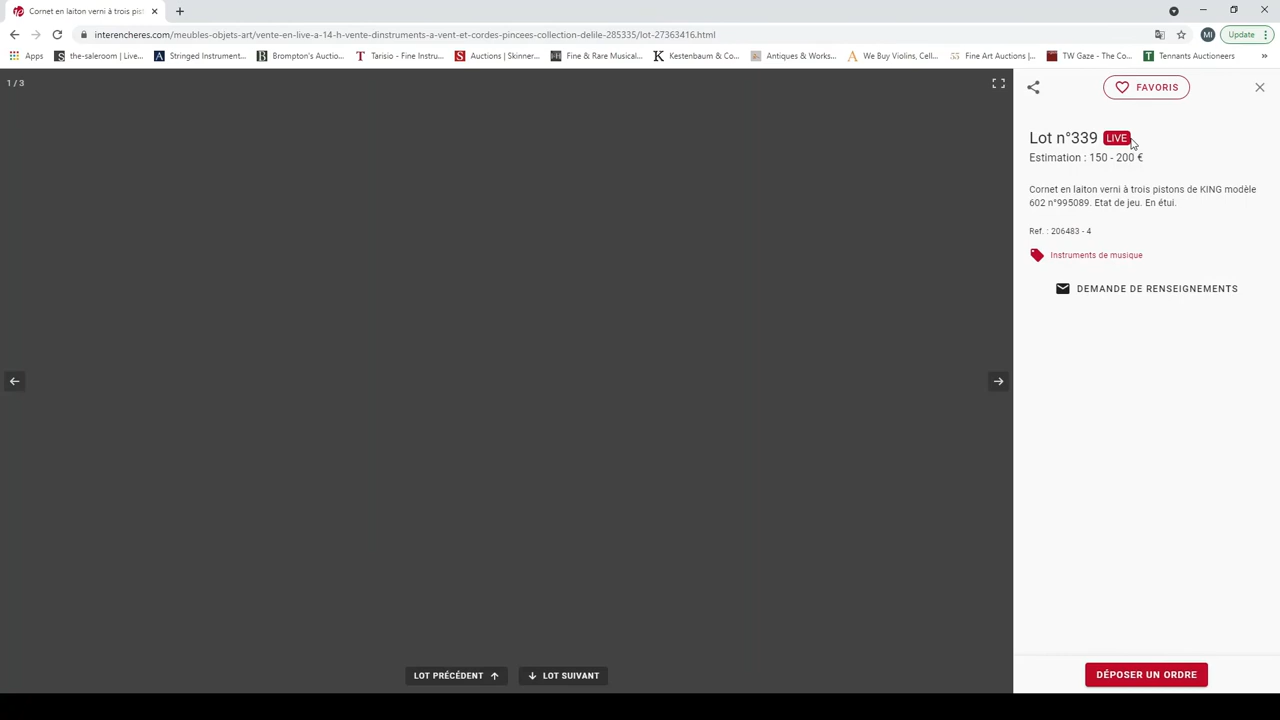 Cornet en laiton verni à trois pis
interencheres.com/meubles-objets-art/vente-en-live-a-14-h-vente-dinstruments-a-vent-et-cordes-pincees-collection-delile-285335/lot-27363416.html
MI
Update
Apps
the-saleroom | Live...
Stringed Instrument...
Brompton's Auctio...
Tarisio - Fine Instru...
Auctions | Skinner...
Fine & Rare Musical...
Kestenbaum & Co...
Antiques & Works...
We Buy Violins, Cell...
Fine Art Auctions |...
TW Gaze - The Co...
Tennants Auctioneers
»
1 / 3
FAVORIS
Lot n°339 LIVE
Estimation : 150 - 200 €
Cornet en laiton verni à trois pistons de KING modèle
602 n°995089. Etat de jeu. En étui.
Ref. : 206483 - 4
Instruments de musique
DEMANDE DE RENSEIGNEMENTS
LOT PRÉCÉDENT
LOT SUIVANT
DÉPOSER UN ORDRE